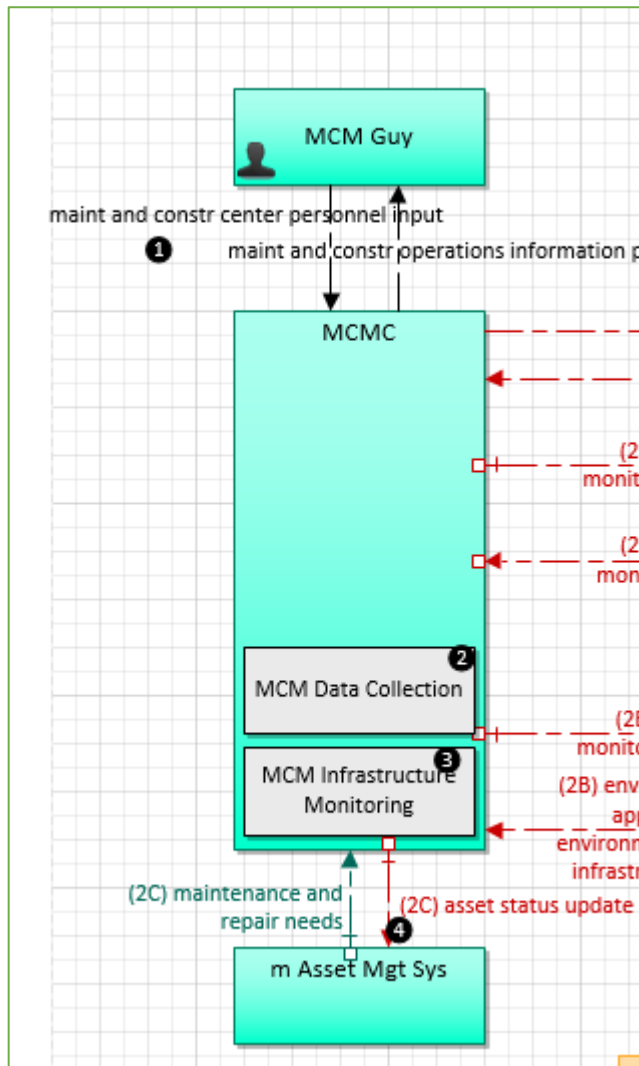 MCM Guy
maint and constr center personnel input
1
maint and constr operations information p
MCMC
(2
monit
(2
mon
2
MCM Data Collection
(2B
monito
3
MCM Infrastructure
Monitoring
(2B) env
app
environm
infrastr
(2C) maintenance and
repair needs
(2C) asset status update
4
m Asset Mgt Sys